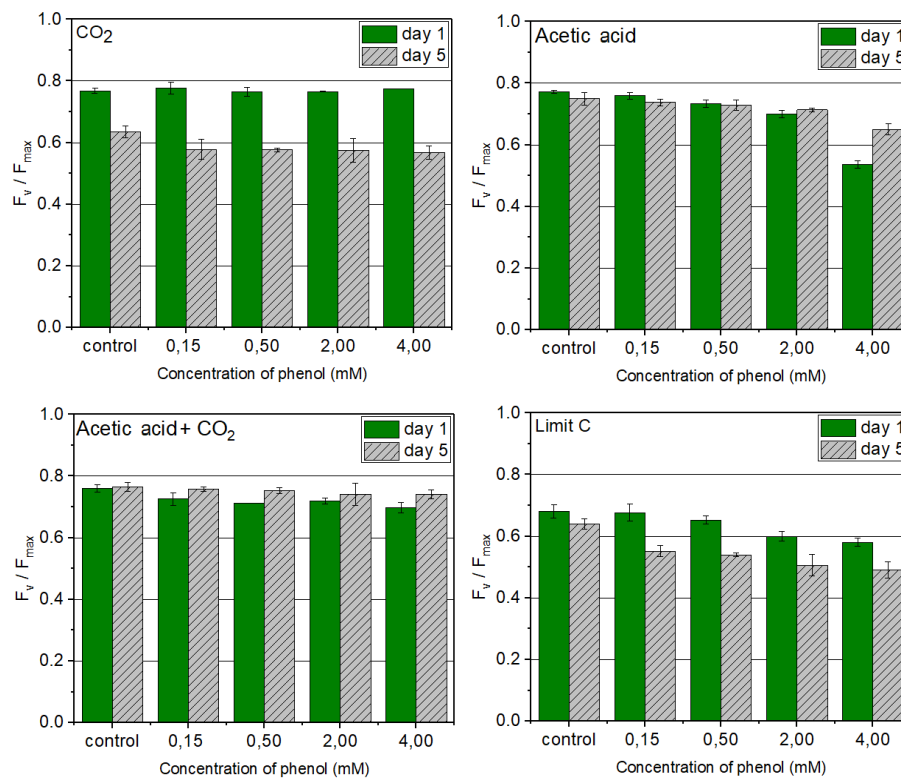 CO₂
day 1
day 5
1.0
0.8
0.6
0.4
0.2
0.0
Fᵥ / Fₘₐₓ
control 0,15 0,50 2,00 4,00
Concentration of phenol (mM)
Acetic acid
day 1
day 5
1.0
0.8
0.6
0.4
0.2
0.0
Fᵥ / Fₘₐₓ
control 0,15 0,50 2,00 4,00
Concentration of phenol (mM)
Acetic acid + CO₂
day 1
day 5
1.0
0.8
0.6
0.4
0.2
0.0
Fᵥ / Fₘₐₓ
control 0,15 0,50 2,00 4,00
Concentration of phenol (mM)
Limit C
day 1
day 5
1.0
0.8
0.6
0.4
0.2
0.0
Fᵥ / Fₘₐₓ
control 0,15 0,50 2,00 4,00
Concentration of phenol (mM)